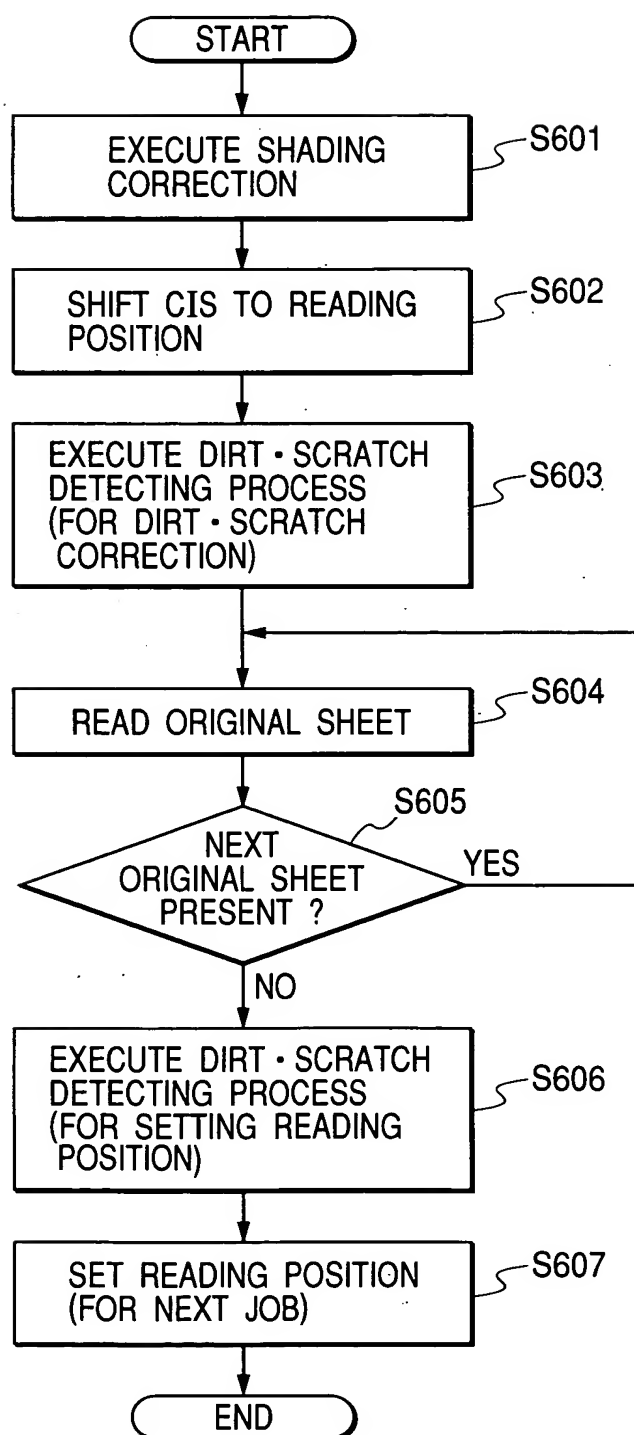 START
EXECUTE SHADING
CORRECTION
S601
SHIFT CIS TO READING
POSITION
S602
EXECUTE DIRT・SCRATCH
DETECTING PROCESS
(FOR DIRT・SCRATCH
CORRECTION)
S603
READ ORIGINAL SHEET
S604
S605
NEXT
ORIGINAL SHEET
PRESENT ?
YES
NO
EXECUTE DIRT・SCRATCH
DETECTING PROCESS
(FOR SETTING READING
POSITION)
S606
SET READING POSITION
(FOR NEXT JOB)
S607
END